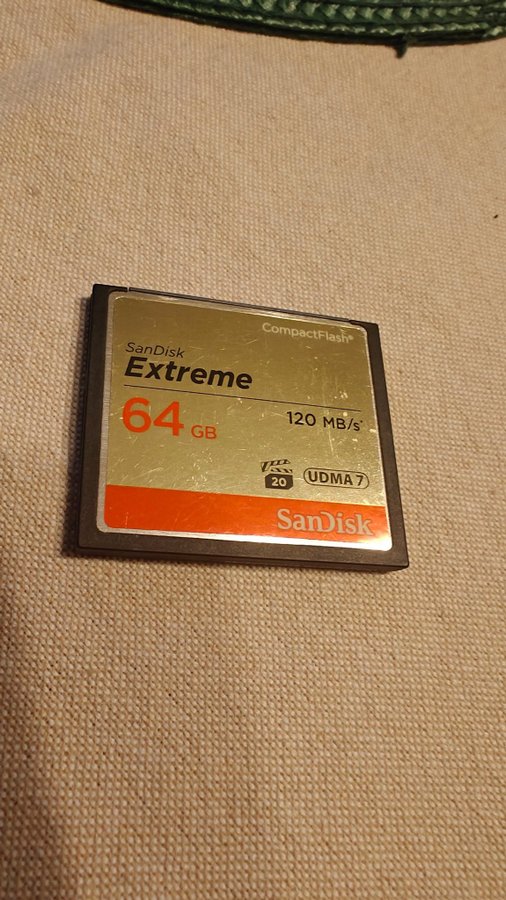 CompactFlash®
SanDisk
Extreme
64 GB
120 MB/s*
20
UDMA 7
SanDisk